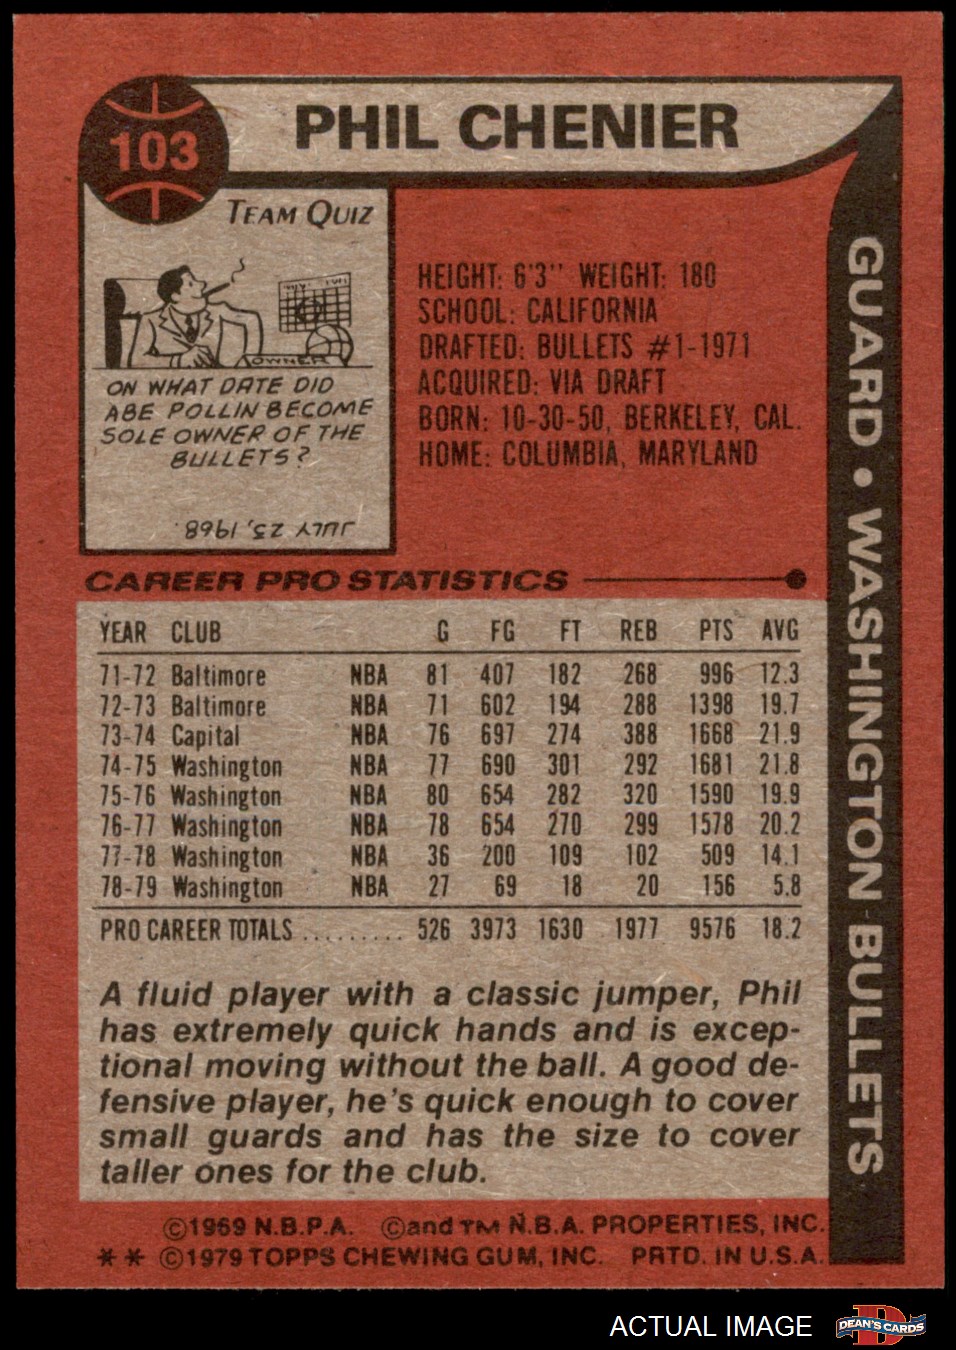 103
PHIL CHENIER
TEAM QUIZ
OWNER
ON WHAT DATE DID
ABE POLLIN BECOME
SOLE OWNER OF THE
BULLETS?
JULY 25, 1968.
HEIGHT: 6'3" WEIGHT: 180
SCHOOL: CALIFORNIA
DRAFTED: BULLETS #1-1971
ACQUIRED: VIA DRAFT
BORN: 10-30-50, BERKELEY, CAL.
HOME: COLUMBIA, MARYLAND
GUARD • WASHINGTON BULLETS
CAREER PRO STATISTICS
YEAR CLUB G FG FT REB PTS AVG
71-72 Baltimore NBA 81 407 182 268 996 12.3
72-73 Baltimore NBA 71 602 194 288 1398 19.7
73-74 Capital NBA 76 697 274 388 1668 21.9
74-75 Washington NBA 77 690 301 292 1681 21.8
75-76 Washington NBA 80 654 282 320 1590 19.9
76-77 Washington NBA 78 654 270 299 1578 20.2
77-78 Washington NBA 36 200 109 102 509 14.1
78-79 Washington NBA 27 69 18 20 156 5.8
PRO CAREER TOTALS ......... 526 3973 1630 1977 9576 18.2
A fluid player with a classic jumper, Phil
has extremely quick hands and is excep-
tional moving without the ball. A good de-
fensive player, he's quick enough to cover
small guards and has the size to cover
taller ones for the club.
©1969 N.B.P.A. ©and TM N.B.A. PROPERTIES, INC.
** ©1979 TOPPS CHEWING GUM, INC. PRTD. IN U.S.A.
ACTUAL IMAGE
D
DEAN'S CARDS